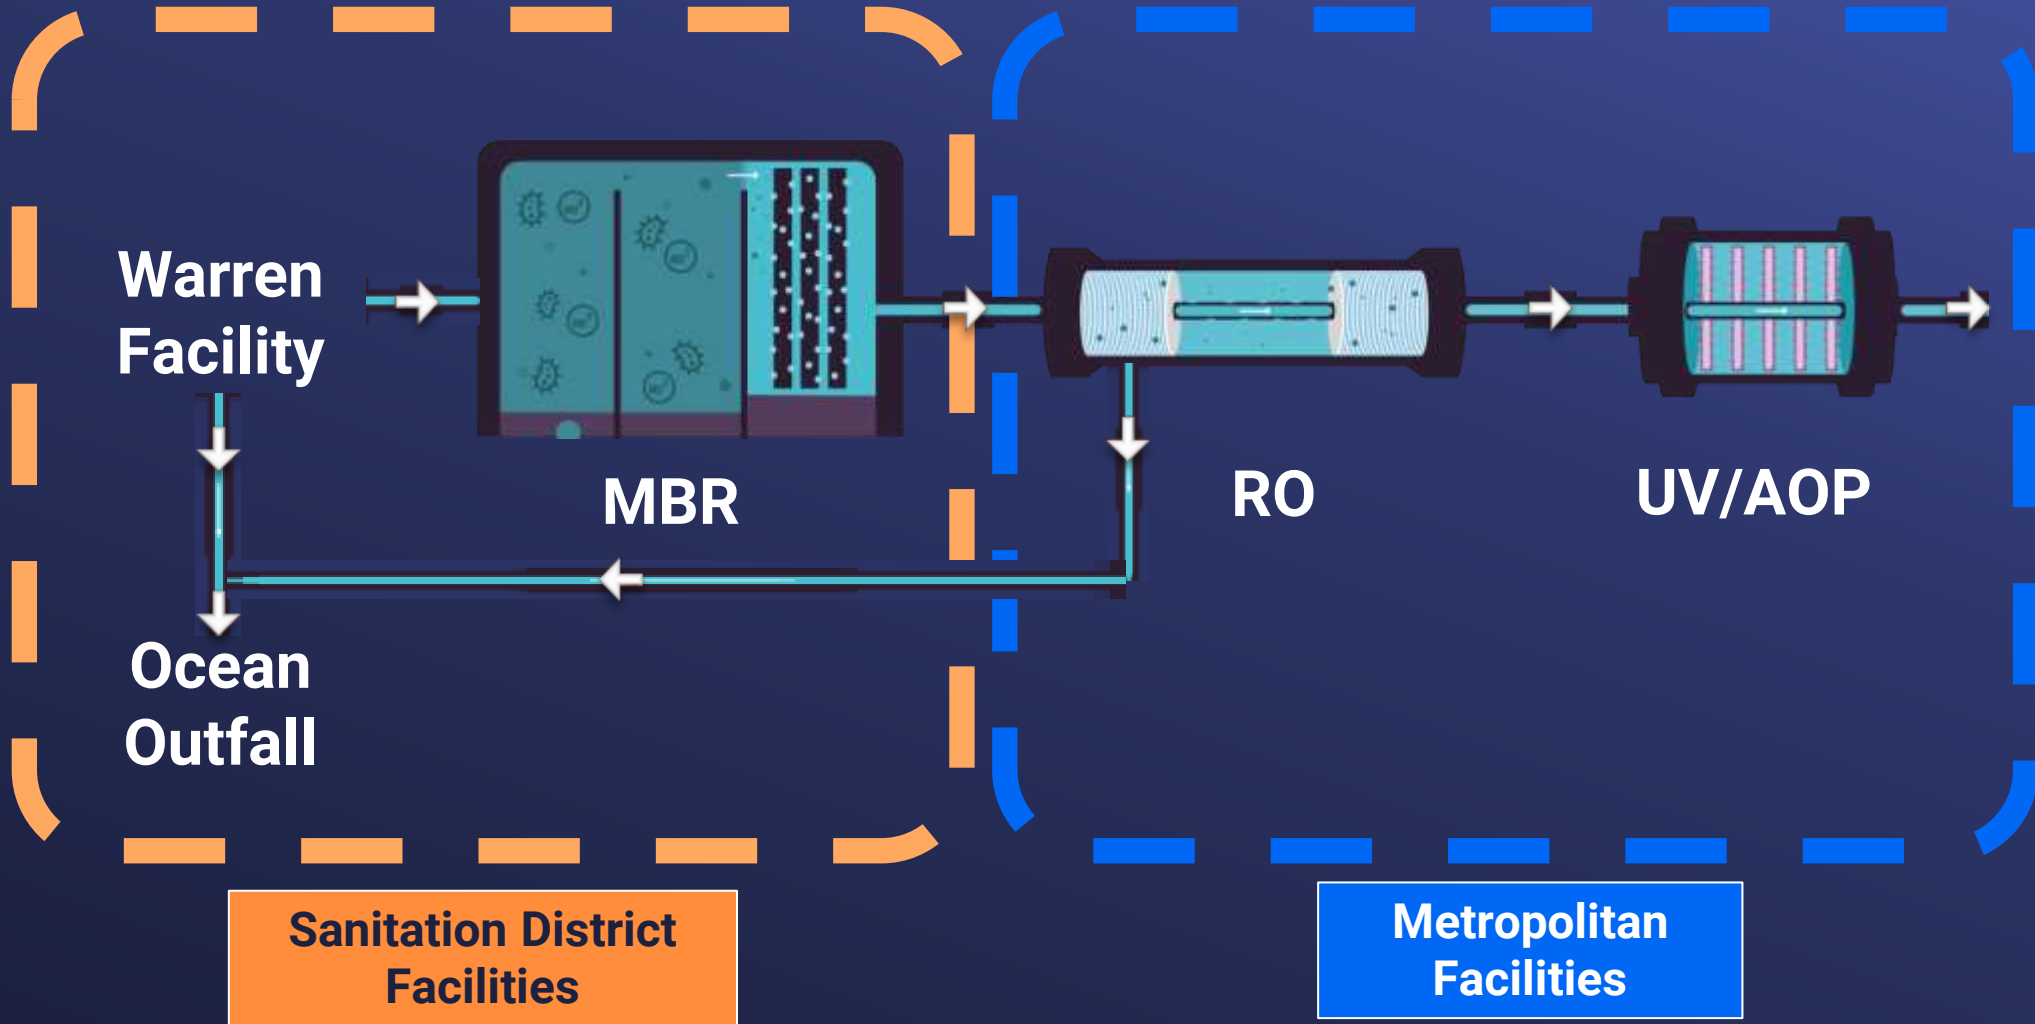 Warren
Facility
MBR
RO
UV/AOP
Ocean
Outfall
Sanitation District
Facilities
Metropolitan
Facilities